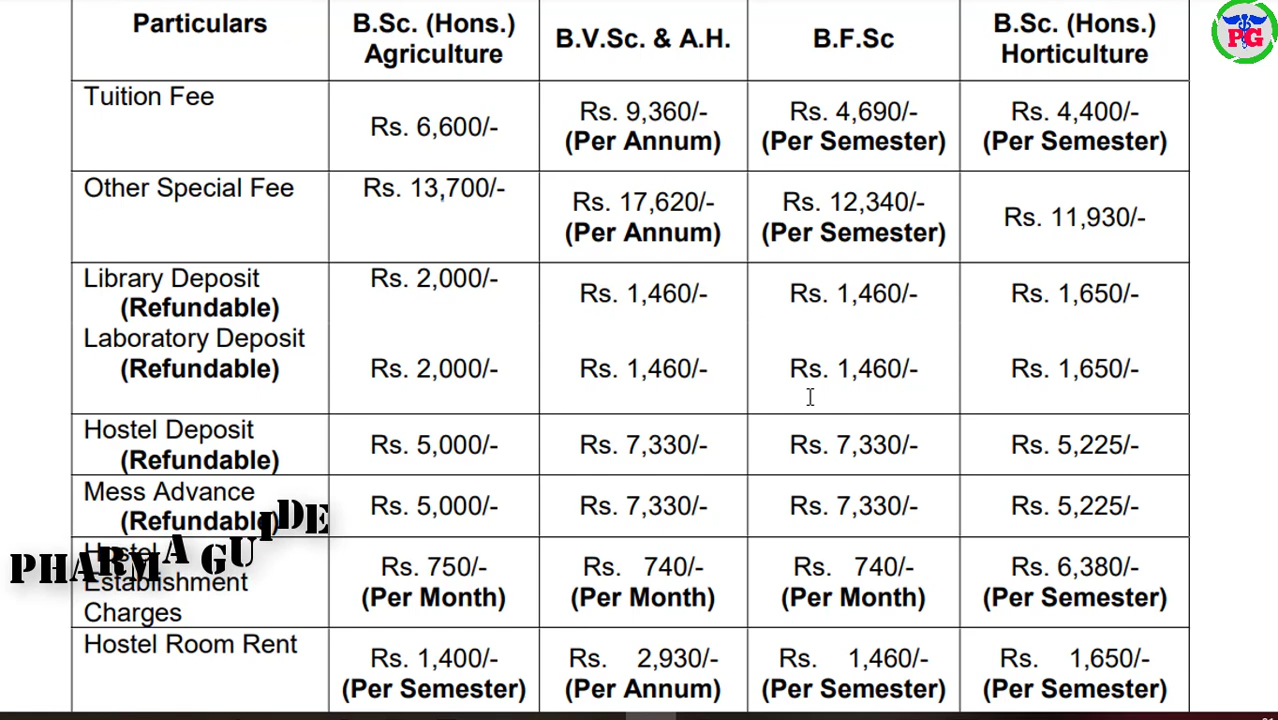 Particulars B.Sc. (Hons.) Agriculture B.V.Sc. & A.H. B.F.Sc B.Sc. (Hons.) Horticulture
PG
Tuition Fee Rs. 6,600/- Rs. 9,360/- (Per Annum) Rs. 4,690/- (Per Semester) Rs. 4,400/- (Per Semester)
Other Special Fee Rs. 13,700/- Rs. 17,620/- (Per Annum) Rs. 12,340/- (Per Semester) Rs. 11,930/-
Library Deposit (Refundable) Rs. 2,000/- Rs. 1,460/- Rs. 1,460/- Rs. 1,650/-
Laboratory Deposit (Refundable) Rs. 2,000/- Rs. 1,460/- Rs. 1,460/- Rs. 1,650/-
Hostel Deposit (Refundable) Rs. 5,000/- Rs. 7,330/- Rs. 7,330/- Rs. 5,225/-
Mess Advance (Refundable) Rs. 5,000/- Rs. 7,330/- Rs. 7,330/- Rs. 5,225/-
Hostel Establishment Charges Rs. 750/- (Per Month) Rs. 740/- (Per Month) Rs. 740/- (Per Month) Rs. 6,380/- (Per Semester)
Hostel Room Rent Rs. 1,400/- (Per Semester) Rs. 2,930/- (Per Annum) Rs. 1,460/- (Per Semester) Rs. 1,650/- (Per Semester)
PHARMA GUIDE